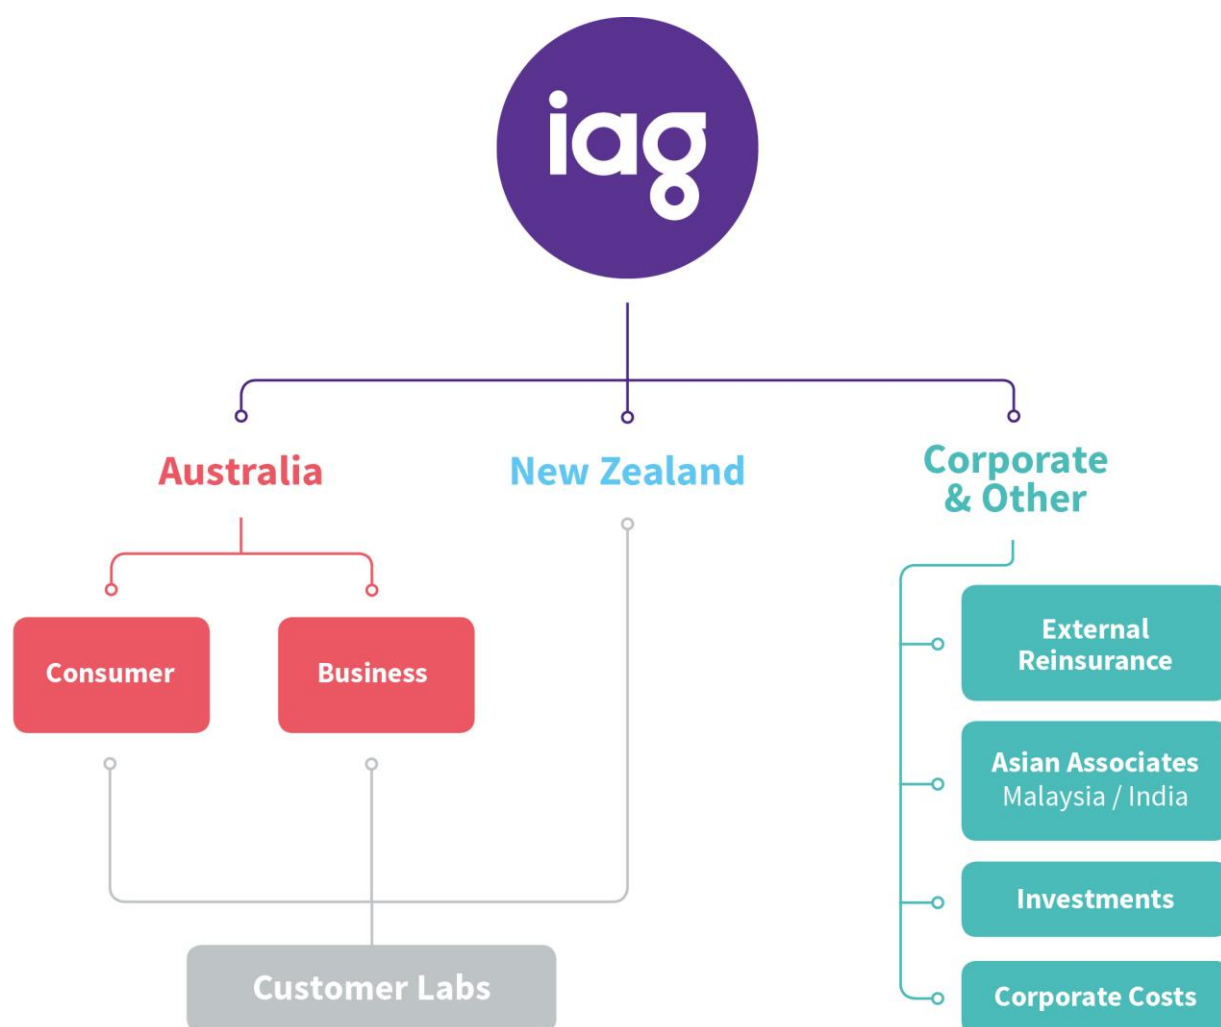 iag
Australia
New Zealand
Corporate
& Other
Consumer
Business
External
Reinsurance
Asian Associates
Malaysia / India
Investments
Corporate Costs
Customer Labs